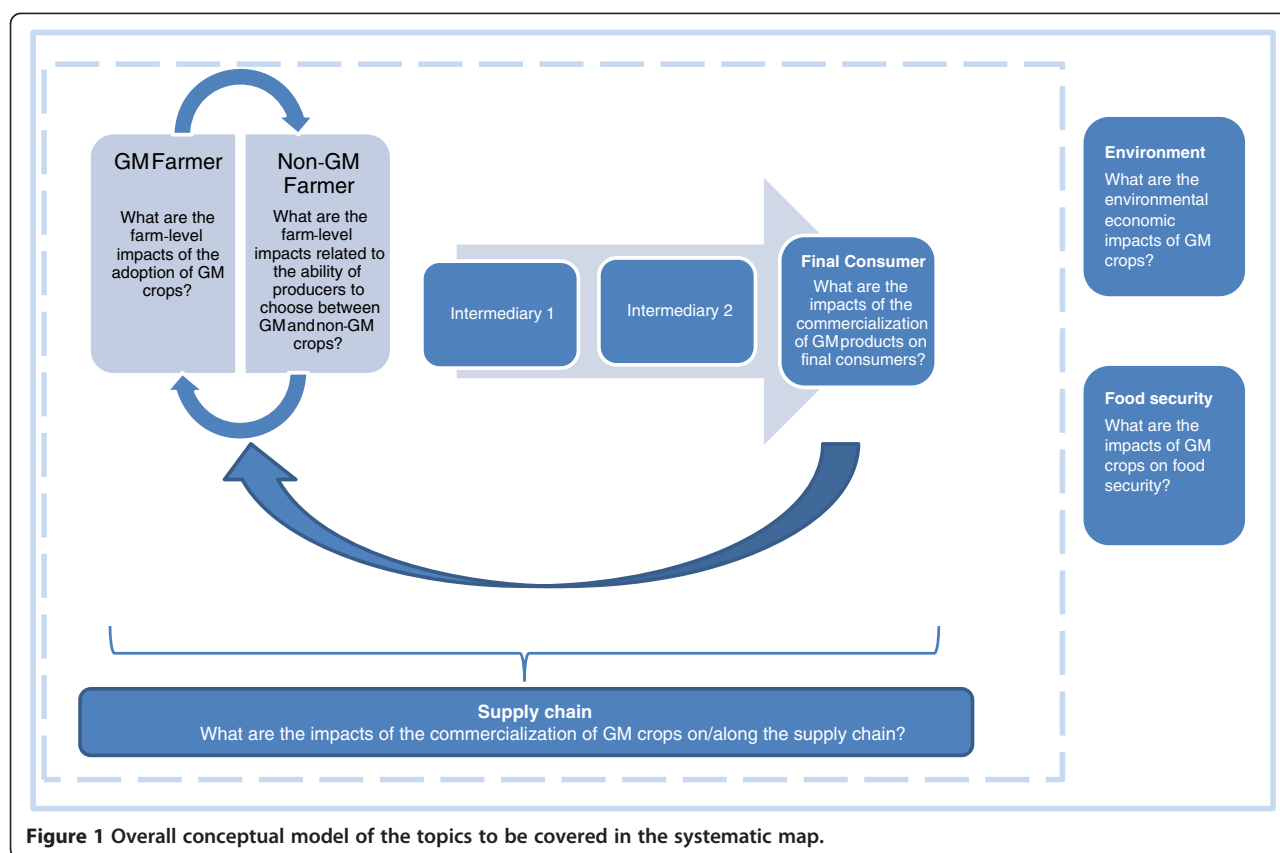 GM Farmer
What are the
farm-level
impacts of the
adoption of GM
crops?
Non-GM
Farmer
What are the
farm-level
impacts related to
the ability of
producers to
choose between
GM and non-GM
crops?
Intermediary 1
Intermediary 2
Final Consumer
What are the
impacts of the
commercialization
of GM products on
final consumers?
Environment
What are the
environmental
economic
impacts of GM
crops?
Food security
What are the
impacts of GM
crops on food
security?
Supply chain
What are the impacts of the commercialization of GM crops on/along the supply chain?
Figure 1 Overall conceptual model of the topics to be covered in the systematic map.